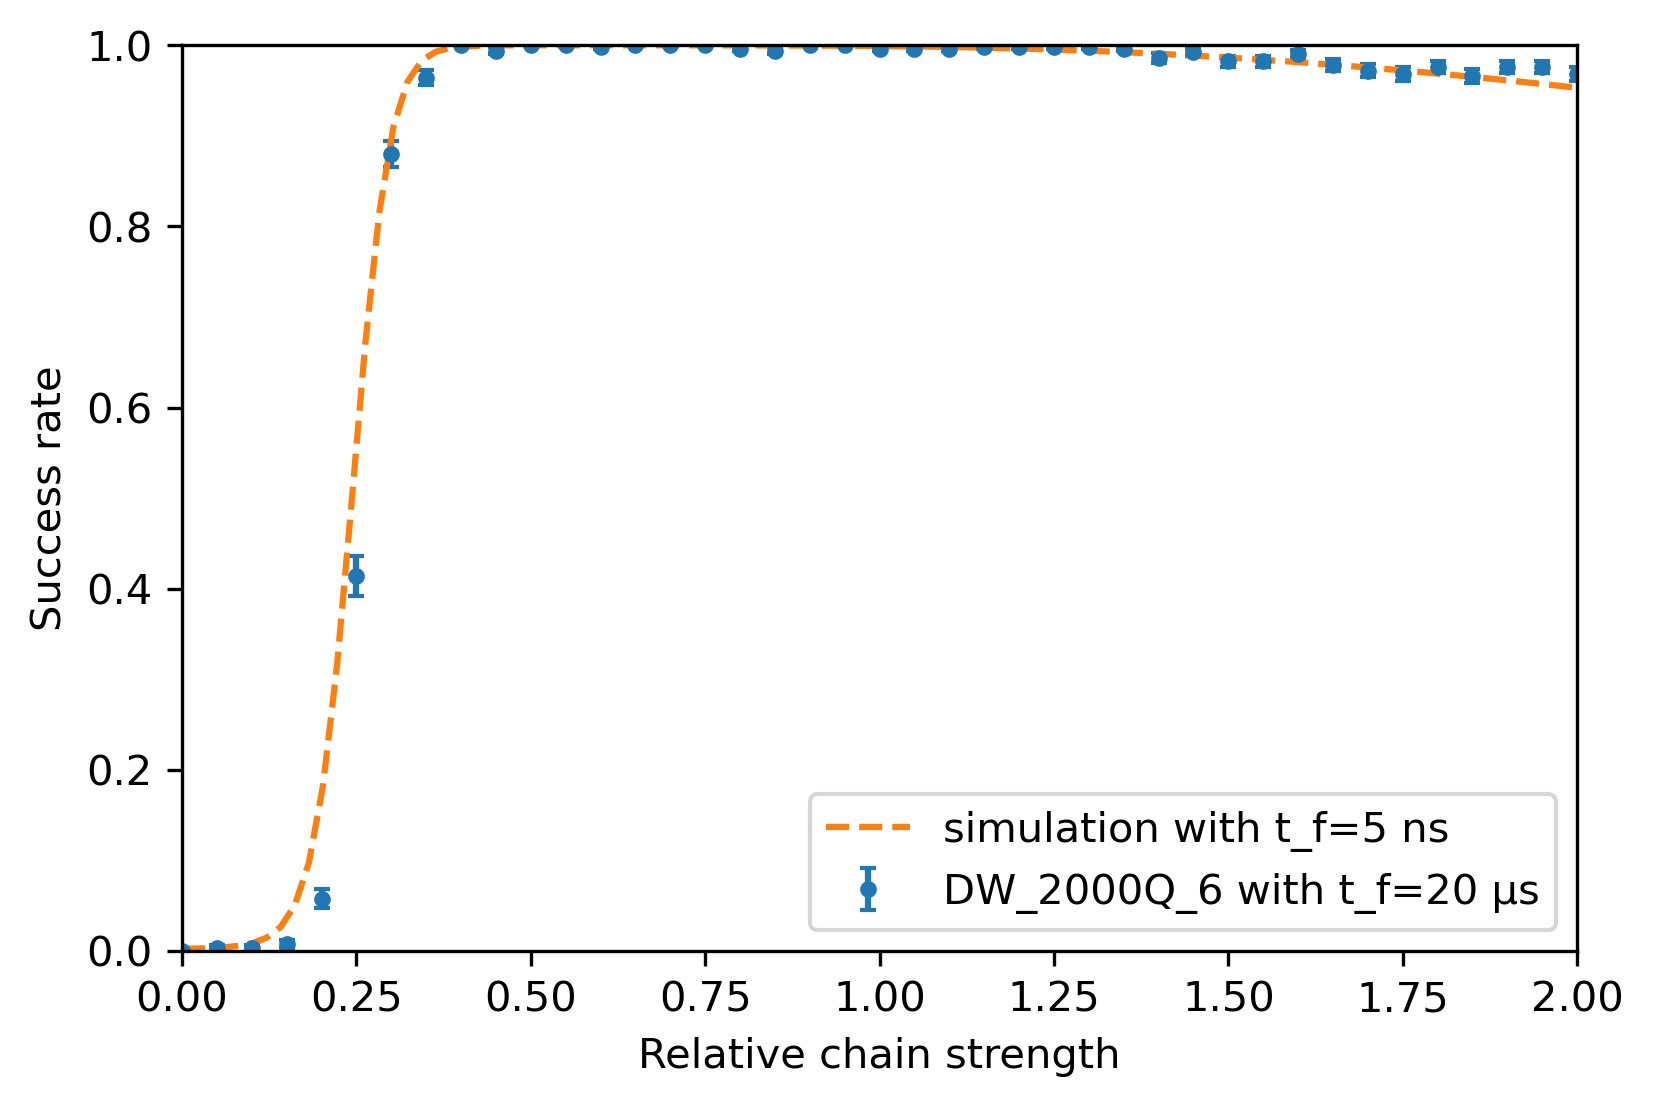 1.0
0.8
0.6
0.4
0.2
0.0
Success rate
0.00 0.25 0.50 0.75 1.00 1.25 1.50 1.75 2.00
Relative chain strength
simulation with t_f=5 ns
DW_2000Q_6 with t_f=20 μs